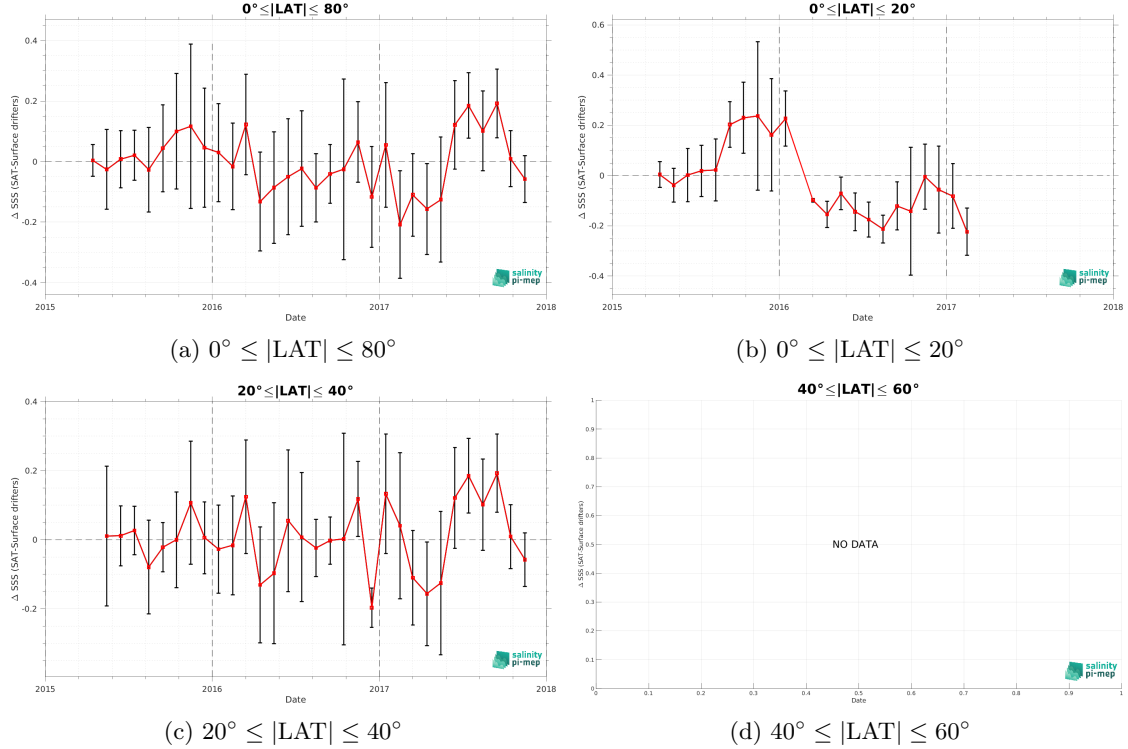 0°≤|LAT|≤ 80°
Δ SSS (SAT-Surface drifters)
0.4
0.2
0
-0.2
-0.4
2015
2016
2017
2018
Date
salinity
pi-mep
(a) 0° ≤ |LAT| ≤ 80°
0°≤|LAT|≤ 20°
Δ SSS (SAT-Surface drifters)
0.6
0.4
0.2
0
-0.2
-0.4
2015
2016
2017
2018
Date
salinity
pi-mep
(b) 0° ≤ |LAT| ≤ 20°
20°≤|LAT|≤ 40°
Δ SSS (SAT-Surface drifters)
0.4
0.2
0
-0.2
2015
2016
2017
2018
Date
salinity
pi-mep
(c) 20° ≤ |LAT| ≤ 40°
40°≤|LAT|≤ 60°
Δ SSS (SAT-Surface drifters)
1
0.9
0.8
0.7
0.6
0.5
0.4
0.3
0.2
0.1
0
NO DATA
0
0.1
0.2
0.3
0.4
0.5
0.6
0.7
0.8
0.9
1
Date
salinity
pi-mep
(d) 40° ≤ |LAT| ≤ 60°